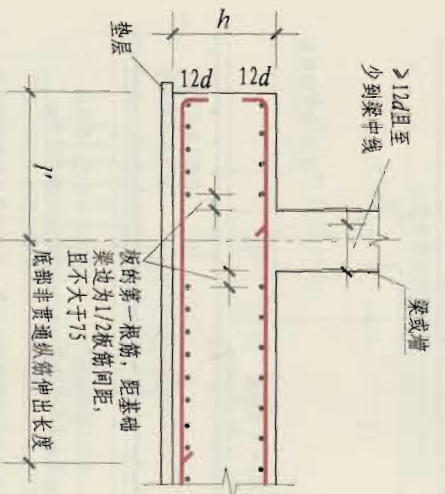 ≥12d且至
少到梁中线
梁或墙
h
垫层
12d
12d
l'
板的第一根筋，距基础
梁边为1/2板筋间距，
且不大于75
底部非贯通纵筋伸出长度